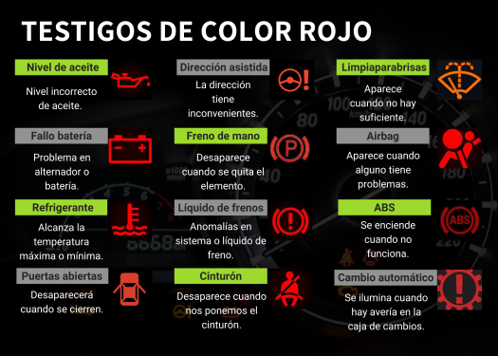 TESTIGOS DE COLOR ROJO
Nivel de aceite
Nivel incorrecto
de aceite.
Dirección asistida
La dirección
tiene
inconvenientes.
Limpiaparabrisas
Aparece
cuando no hay
suficiente.
Fallo batería
Problema en
alternador o
batería.
Freno de mano
Desaparece
cuando se quita el
elemento.
P
Airbag
Aparece cuando
alguno tiene
problemas.
Refrigerante
Alcanza la
temperatura
máxima o mínima.
Líquido de frenos
Anomalías en
sistema o líquido de
freno.
ABS
Se enciende
cuando no
funciona.
ABS
Puertas abiertas
Desaparecerá
cuando se cierren.
Cinturón
Desaparece cuando
nos ponemos el
cinturón.
Cambio automático
Se ilumina cuando
hay avería en la
caja de cambios.